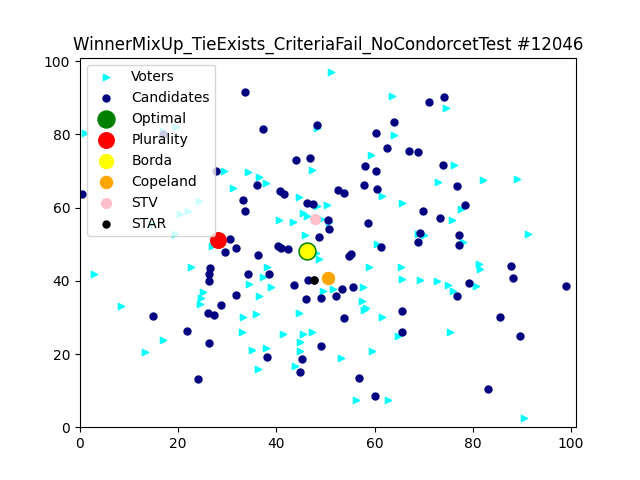 WinnerMixUp_TieExists_CriteriaFail_NoCondorcetTest #12046
Voters
Candidates
Optimal
Plurality
Borda
Copeland
STV
STAR
100
80
60
40
20
0
0 20 40 60 80 100